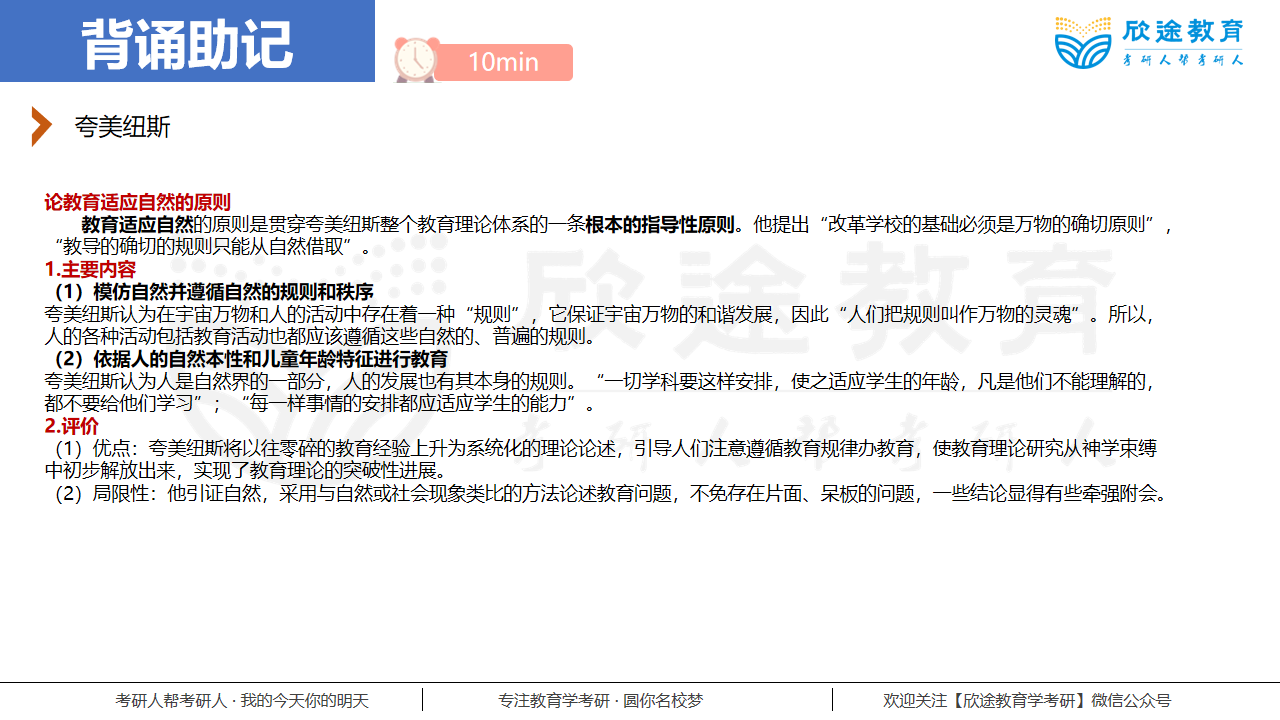 背诵助记
10min
欣途教育
考研人帮考研人
夸美纽斯
论教育适应自然的原则
教育适应自然的原则是贯穿夸美纽斯整个教育理论体系的一条根本的指导性原则。他提出“改革学校的基础必须是万物的确切原则”，
“教导的确切的规则只能从自然借取”。
1.主要内容
（1）模仿自然并遵循自然的规则和秩序
夸美纽斯认为在宇宙万物和人的活动中存在着一种“规则”，它保证宇宙万物的和谐发展，因此“人们把规则叫作万物的灵魂”。所以，
人的各种活动包括教育活动也都应该遵循这些自然的、普遍的规则。
（2）依据人的自然本性和儿童年龄特征进行教育
夸美纽斯认为人是自然界的一部分，人的发展也有其本身的规则。“一切学科要这样安排，使之适应学生的年龄，凡是他们不能理解的，
都不要给他们学习”；“每一样事情的安排都应适应学生的能力”。
2.评价
（1）优点：夸美纽斯将以往零碎的教育经验上升为系统化的理论论述，引导人们注意遵循教育规律办教育，使教育理论研究从神学束缚
中初步解放出来，实现了教育理论的突破性进展。
（2）局限性：他引证自然，采用与自然或社会现象类比的方法论述教育问题，不免存在片面、呆板的问题，一些结论显得有些牵强附会。
欣途教育
考研人帮考研人
考研人帮考研人·我的今天你的明天
专注教育学考研·圆你名校梦
欢迎关注【欣途教育学考研】微信公众号